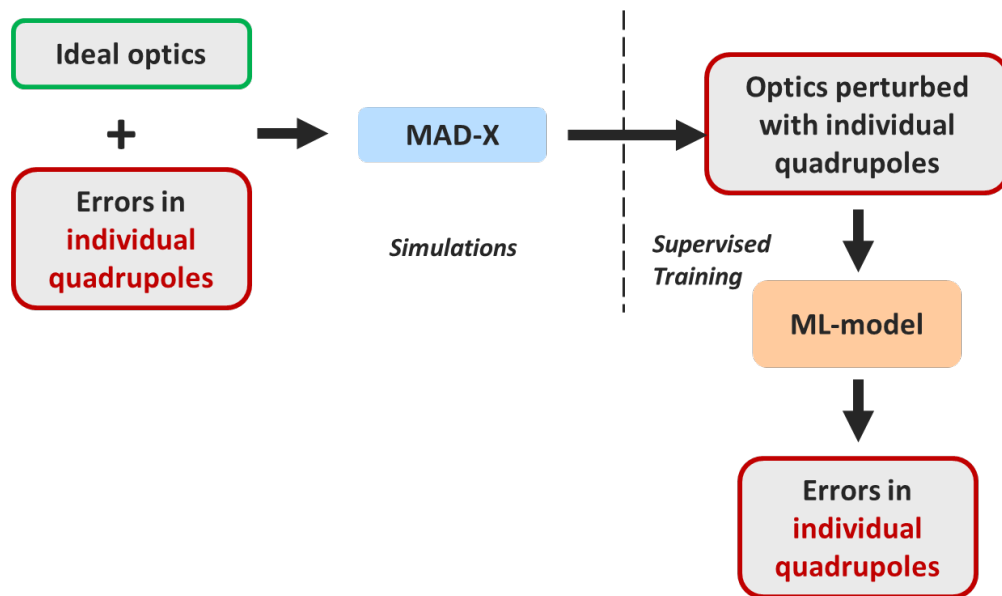 Ideal optics
+
Errors in
individual
quadrupoles
MAD-X
Simulations
Supervised
Training
Optics perturbed
with individual
quadrupoles
ML-model
Errors in
individual
quadrupoles